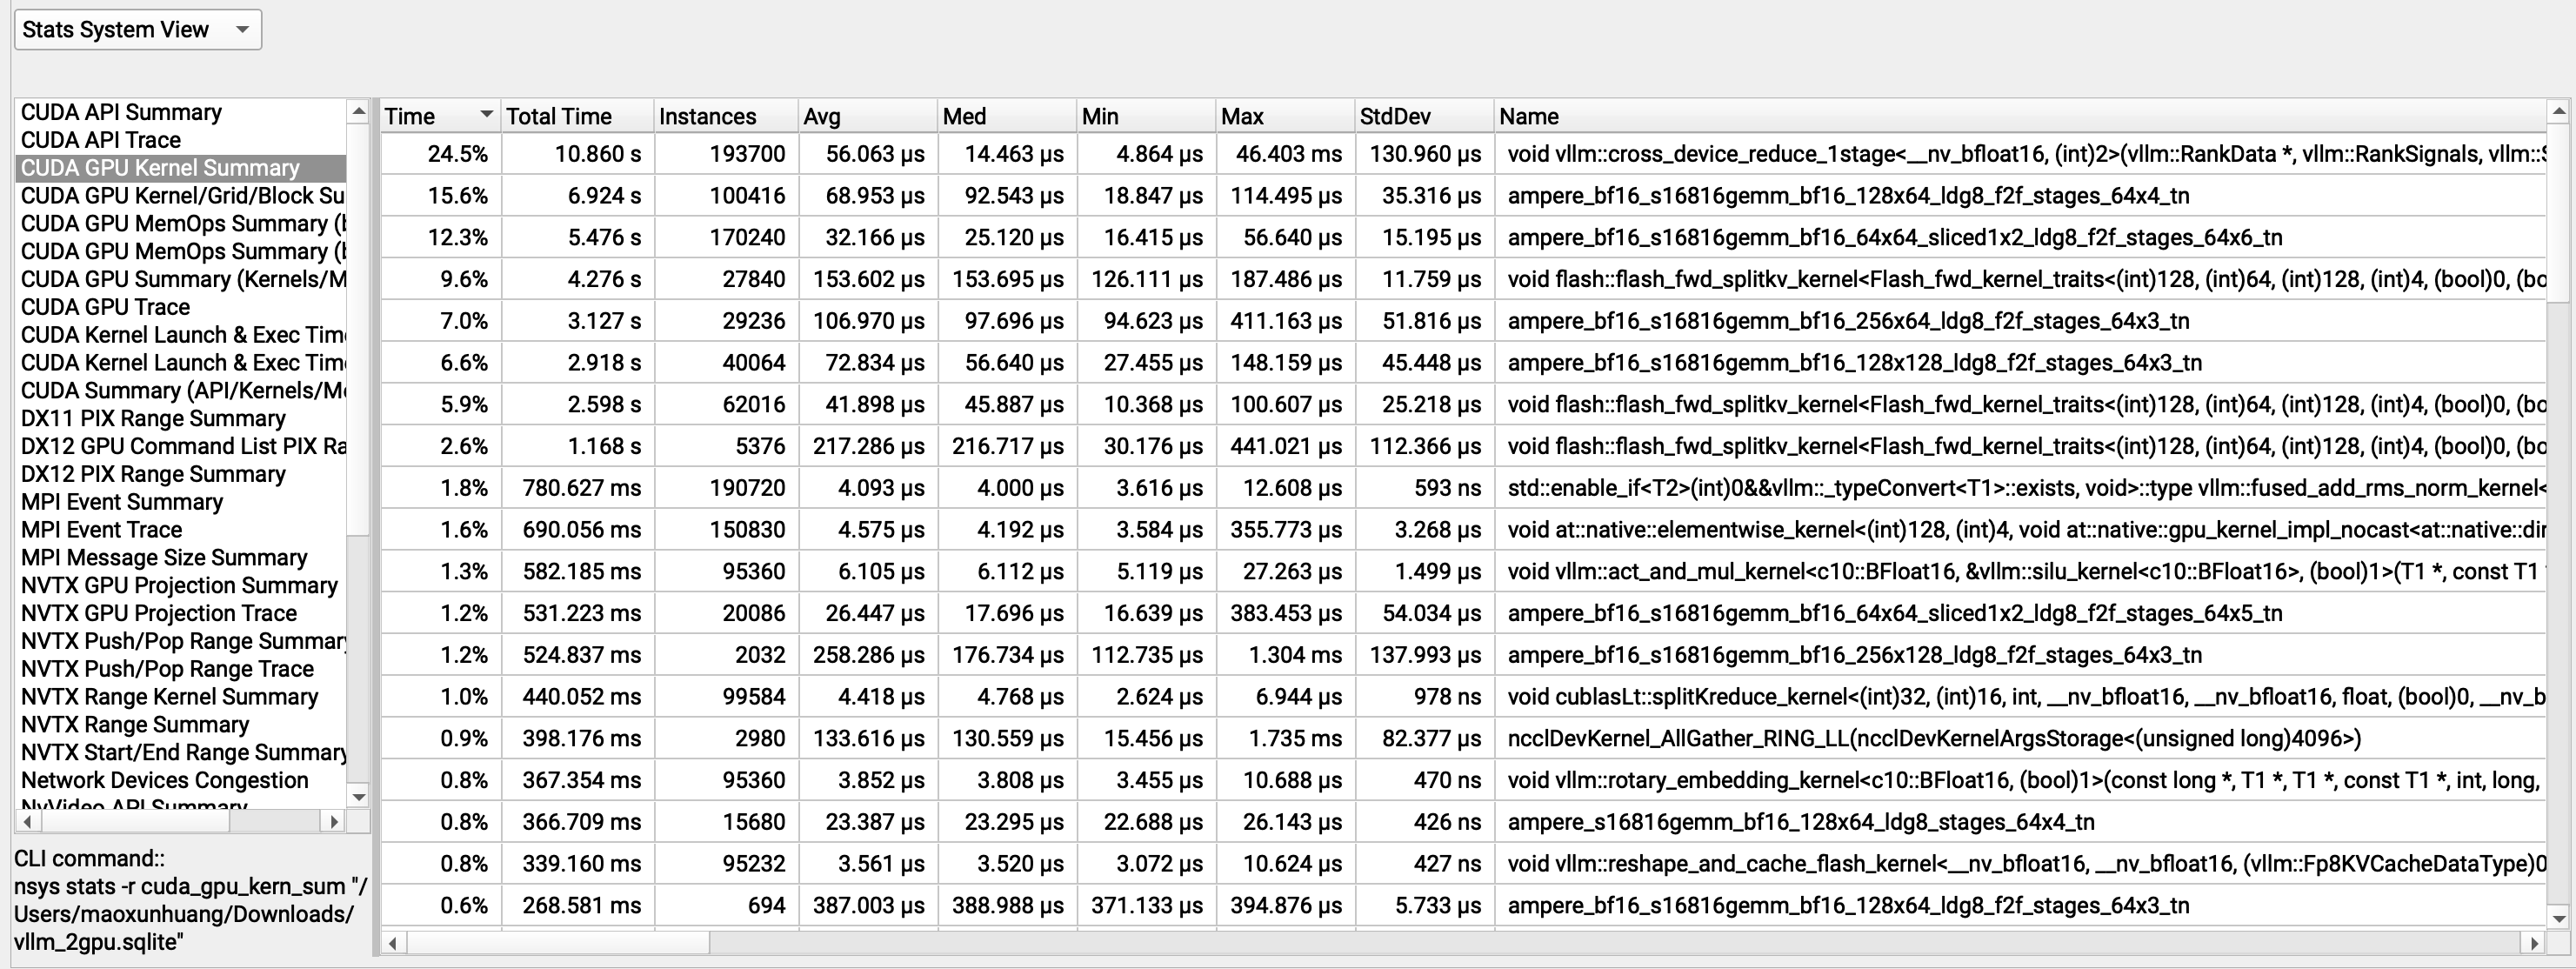 Stats System View
CUDA API Summary
CUDA API Trace
CUDA GPU Kernel Summary
CUDA GPU Kernel/Grid/Block Su
CUDA GPU MemOps Summary (b
CUDA GPU MemOps Summary (b
CUDA GPU Summary (Kernels/M
CUDA GPU Trace
CUDA Kernel Launch & Exec Tim
CUDA Kernel Launch & Exec Tim
CUDA Summary (API/Kernels/Me
DX11 PIX Range Summary
DX12 GPU Command List PIX Ra
DX12 PIX Range Summary
MPI Event Summary
MPI Event Trace
MPI Message Size Summary
NVTX GPU Projection Summary
NVTX GPU Projection Trace
NVTX Push/Pop Range Summary
NVTX Push/Pop Range Trace
NVTX Range Kernel Summary
NVTX Range Summary
NVTX Start/End Range Summary
Network Devices Congestion
NvVideo API Summary
CLI command::
nsys stats -r cuda_gpu_kern_sum "/
Users/maoxunhuang/Downloads/
vllm_2gpu.sqlite"
Time Total Time Instances Avg Med Min Max StdDev Name
24.5% 10.860 s 193700 56.063 µs 14.463 µs 4.864 µs 46.403 ms 130.960 µs void vllm::cross_device_reduce_1stage<__nv_bfloat16, (int)2>(vllm::RankData *, vllm::RankSignals, vllm::S
15.6% 6.924 s 100416 68.953 µs 92.543 µs 18.847 µs 114.495 µs 35.316 µs ampere_bf16_s16816gemm_bf16_128x64_ldg8_f2f_stages_64x4_tn
12.3% 5.476 s 170240 32.166 µs 25.120 µs 16.415 µs 56.640 µs 15.195 µs ampere_bf16_s16816gemm_bf16_64x64_sliced1x2_ldg8_f2f_stages_64x6_tn
9.6% 4.276 s 27840 153.602 µs 153.695 µs 126.111 µs 187.486 µs 11.759 µs void flash::flash_fwd_splitkv_kernel<Flash_fwd_kernel_traits<(int)128, (int)64, (int)128, (int)4, (bool)0, (bo
7.0% 3.127 s 29236 106.970 µs 97.696 µs 94.623 µs 411.163 µs 51.816 µs ampere_bf16_s16816gemm_bf16_256x64_ldg8_f2f_stages_64x3_tn
6.6% 2.918 s 40064 72.834 µs 56.640 µs 27.455 µs 148.159 µs 45.448 µs ampere_bf16_s16816gemm_bf16_128x128_ldg8_f2f_stages_64x3_tn
5.9% 2.598 s 62016 41.898 µs 45.887 µs 10.368 µs 100.607 µs 25.218 µs void flash::flash_fwd_splitkv_kernel<Flash_fwd_kernel_traits<(int)128, (int)64, (int)128, (int)4, (bool)0, (bo
2.6% 1.168 s 5376 217.286 µs 216.717 µs 30.176 µs 441.021 µs 112.366 µs void flash::flash_fwd_splitkv_kernel<Flash_fwd_kernel_traits<(int)128, (int)64, (int)128, (int)4, (bool)0, (bo
1.8% 780.627 ms 190720 4.093 µs 4.000 µs 3.616 µs 12.608 µs 593 ns std::enable_if<T2>(int)0&&vllm::_typeConvert<T1>::exists, void>::type vllm::fused_add_rms_norm_kernel<
1.6% 690.056 ms 150830 4.575 µs 4.192 µs 3.584 µs 355.773 µs 3.268 µs void at::native::elementwise_kernel<(int)128, (int)4, void at::native::gpu_kernel_impl_nocast<at::native::dir
1.3% 582.185 ms 95360 6.105 µs 6.112 µs 5.119 µs 27.263 µs 1.499 µs void vllm::act_and_mul_kernel<c10::BFloat16, &vllm::silu_kernel<c10::BFloat16>, (bool)1>(T1 *, const T1 *
1.2% 531.223 ms 20086 26.447 µs 17.696 µs 16.639 µs 383.453 µs 54.034 µs ampere_bf16_s16816gemm_bf16_64x64_sliced1x2_ldg8_f2f_stages_64x5_tn
1.2% 524.837 ms 2032 258.286 µs 176.734 µs 112.735 µs 1.304 ms 137.993 µs ampere_bf16_s16816gemm_bf16_256x128_ldg8_f2f_stages_64x3_tn
1.0% 440.052 ms 99584 4.418 µs 4.768 µs 2.624 µs 6.944 µs 978 ns void cublasLt::splitKreduce_kernel<(int)32, (int)16, int, __nv_bfloat16, __nv_bfloat16, float, (bool)0, __nv_b
0.9% 398.176 ms 2980 133.616 µs 130.559 µs 15.456 µs 1.735 ms 82.377 µs ncclDevKernel_AllGather_RING_LL(ncclDevKernelArgsStorage<(unsigned long)4096>)
0.8% 367.354 ms 95360 3.852 µs 3.808 µs 3.455 µs 10.688 µs 470 ns void vllm::rotary_embedding_kernel<c10::BFloat16, (bool)1>(const long *, T1 *, T1 *, const T1 *, int, long,
0.8% 366.709 ms 15680 23.387 µs 23.295 µs 22.688 µs 26.143 µs 426 ns ampere_s16816gemm_bf16_128x64_ldg8_stages_64x4_tn
0.8% 339.160 ms 95232 3.561 µs 3.520 µs 3.072 µs 10.624 µs 427 ns void vllm::reshape_and_cache_flash_kernel<__nv_bfloat16, __nv_bfloat16, (vllm::Fp8KVCacheDataType)0
0.6% 268.581 ms 694 387.003 µs 388.988 µs 371.133 µs 394.876 µs 5.733 µs ampere_bf16_s16816gemm_bf16_128x64_ldg8_f2f_stages_64x3_tn